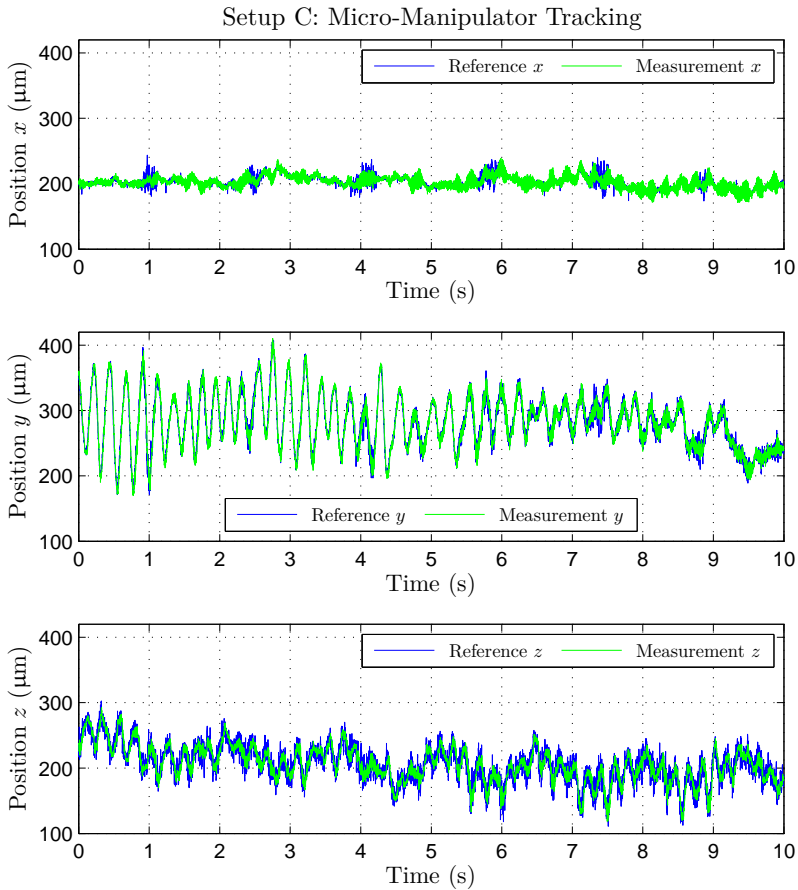 Setup C: Micro-Manipulator Tracking
400
300
200
100
Position x (µm)
Reference x
Measurement x
0 1 2 3 4 5 6 7 8 9 10
Time (s)
400
300
200
100
Position y (µm)
Reference y
Measurement y
0 1 2 3 4 5 6 7 8 9 10
Time (s)
400
300
200
100
Position z (µm)
Reference z
Measurement z
0 1 2 3 4 5 6 7 8 9 10
Time (s)